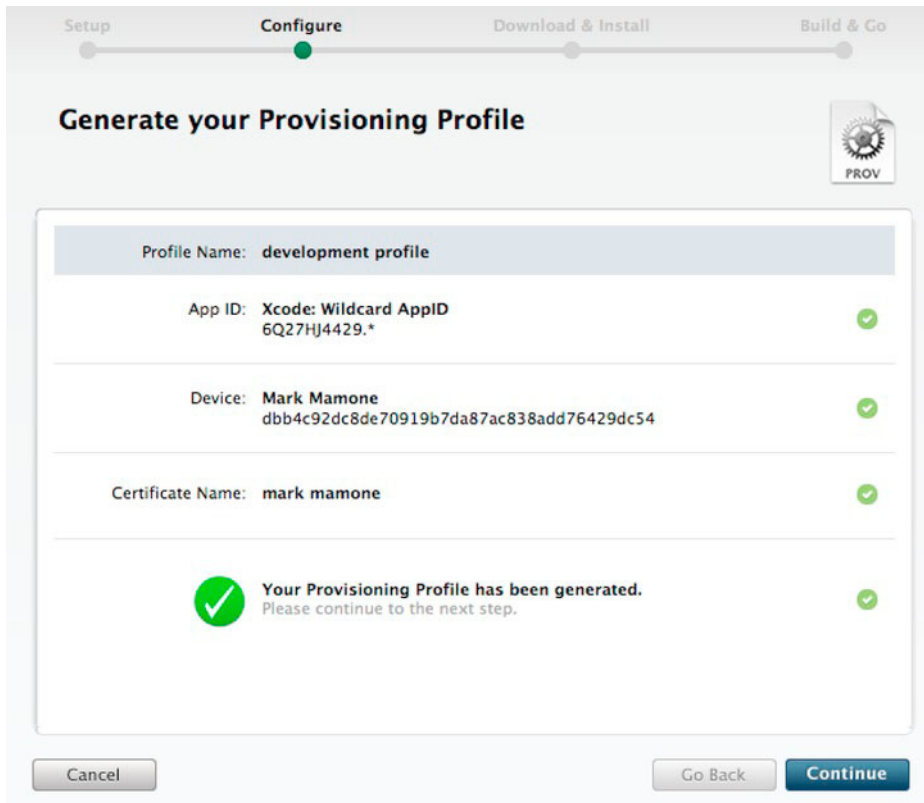 Setup Configure Download & Install Build & Go
Generate your Provisioning Profile
PROV
Profile Name: development profile
App ID: Xcode: Wildcard AppID
6Q27HJ4429.*
Device: Mark Mamone
dbb4c92dc8de70919b7da87ac838add76429dc54
Certificate Name: mark mamone
Your Provisioning Profile has been generated.
Please continue to the next step.
Cancel Go Back Continue